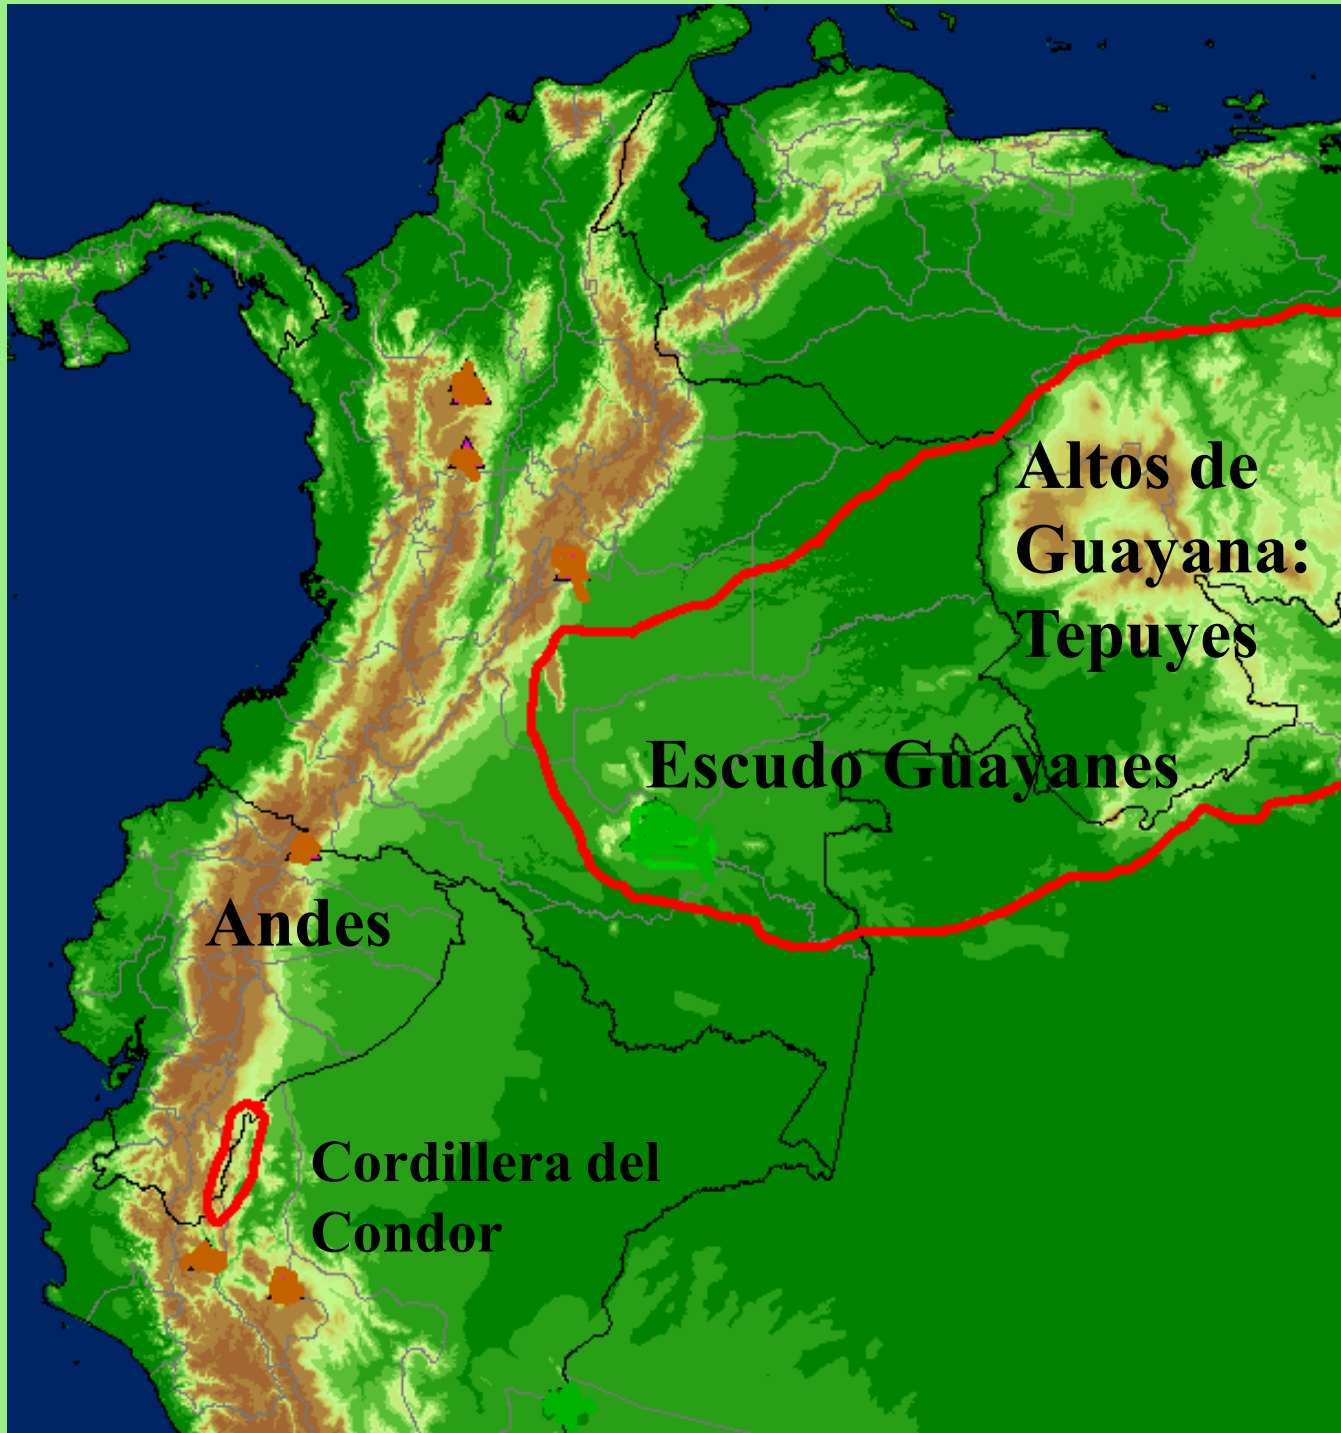 Altos de
Guayana:
Tepuyes
Escudo Guayanes
Andes
Cordillera del
Condor